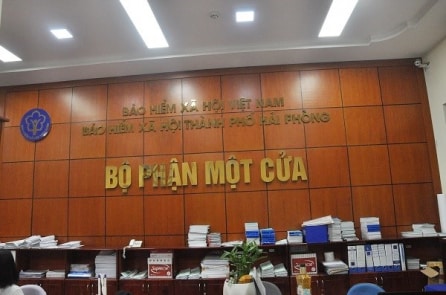 BẢO HIỂM XÃ HỘI VIỆT NAM
BẢO HIỂM XÃ HỘI THÀNH PHỐ HẢI PHÒNG
BỘ PHẬN MỘT CỬA